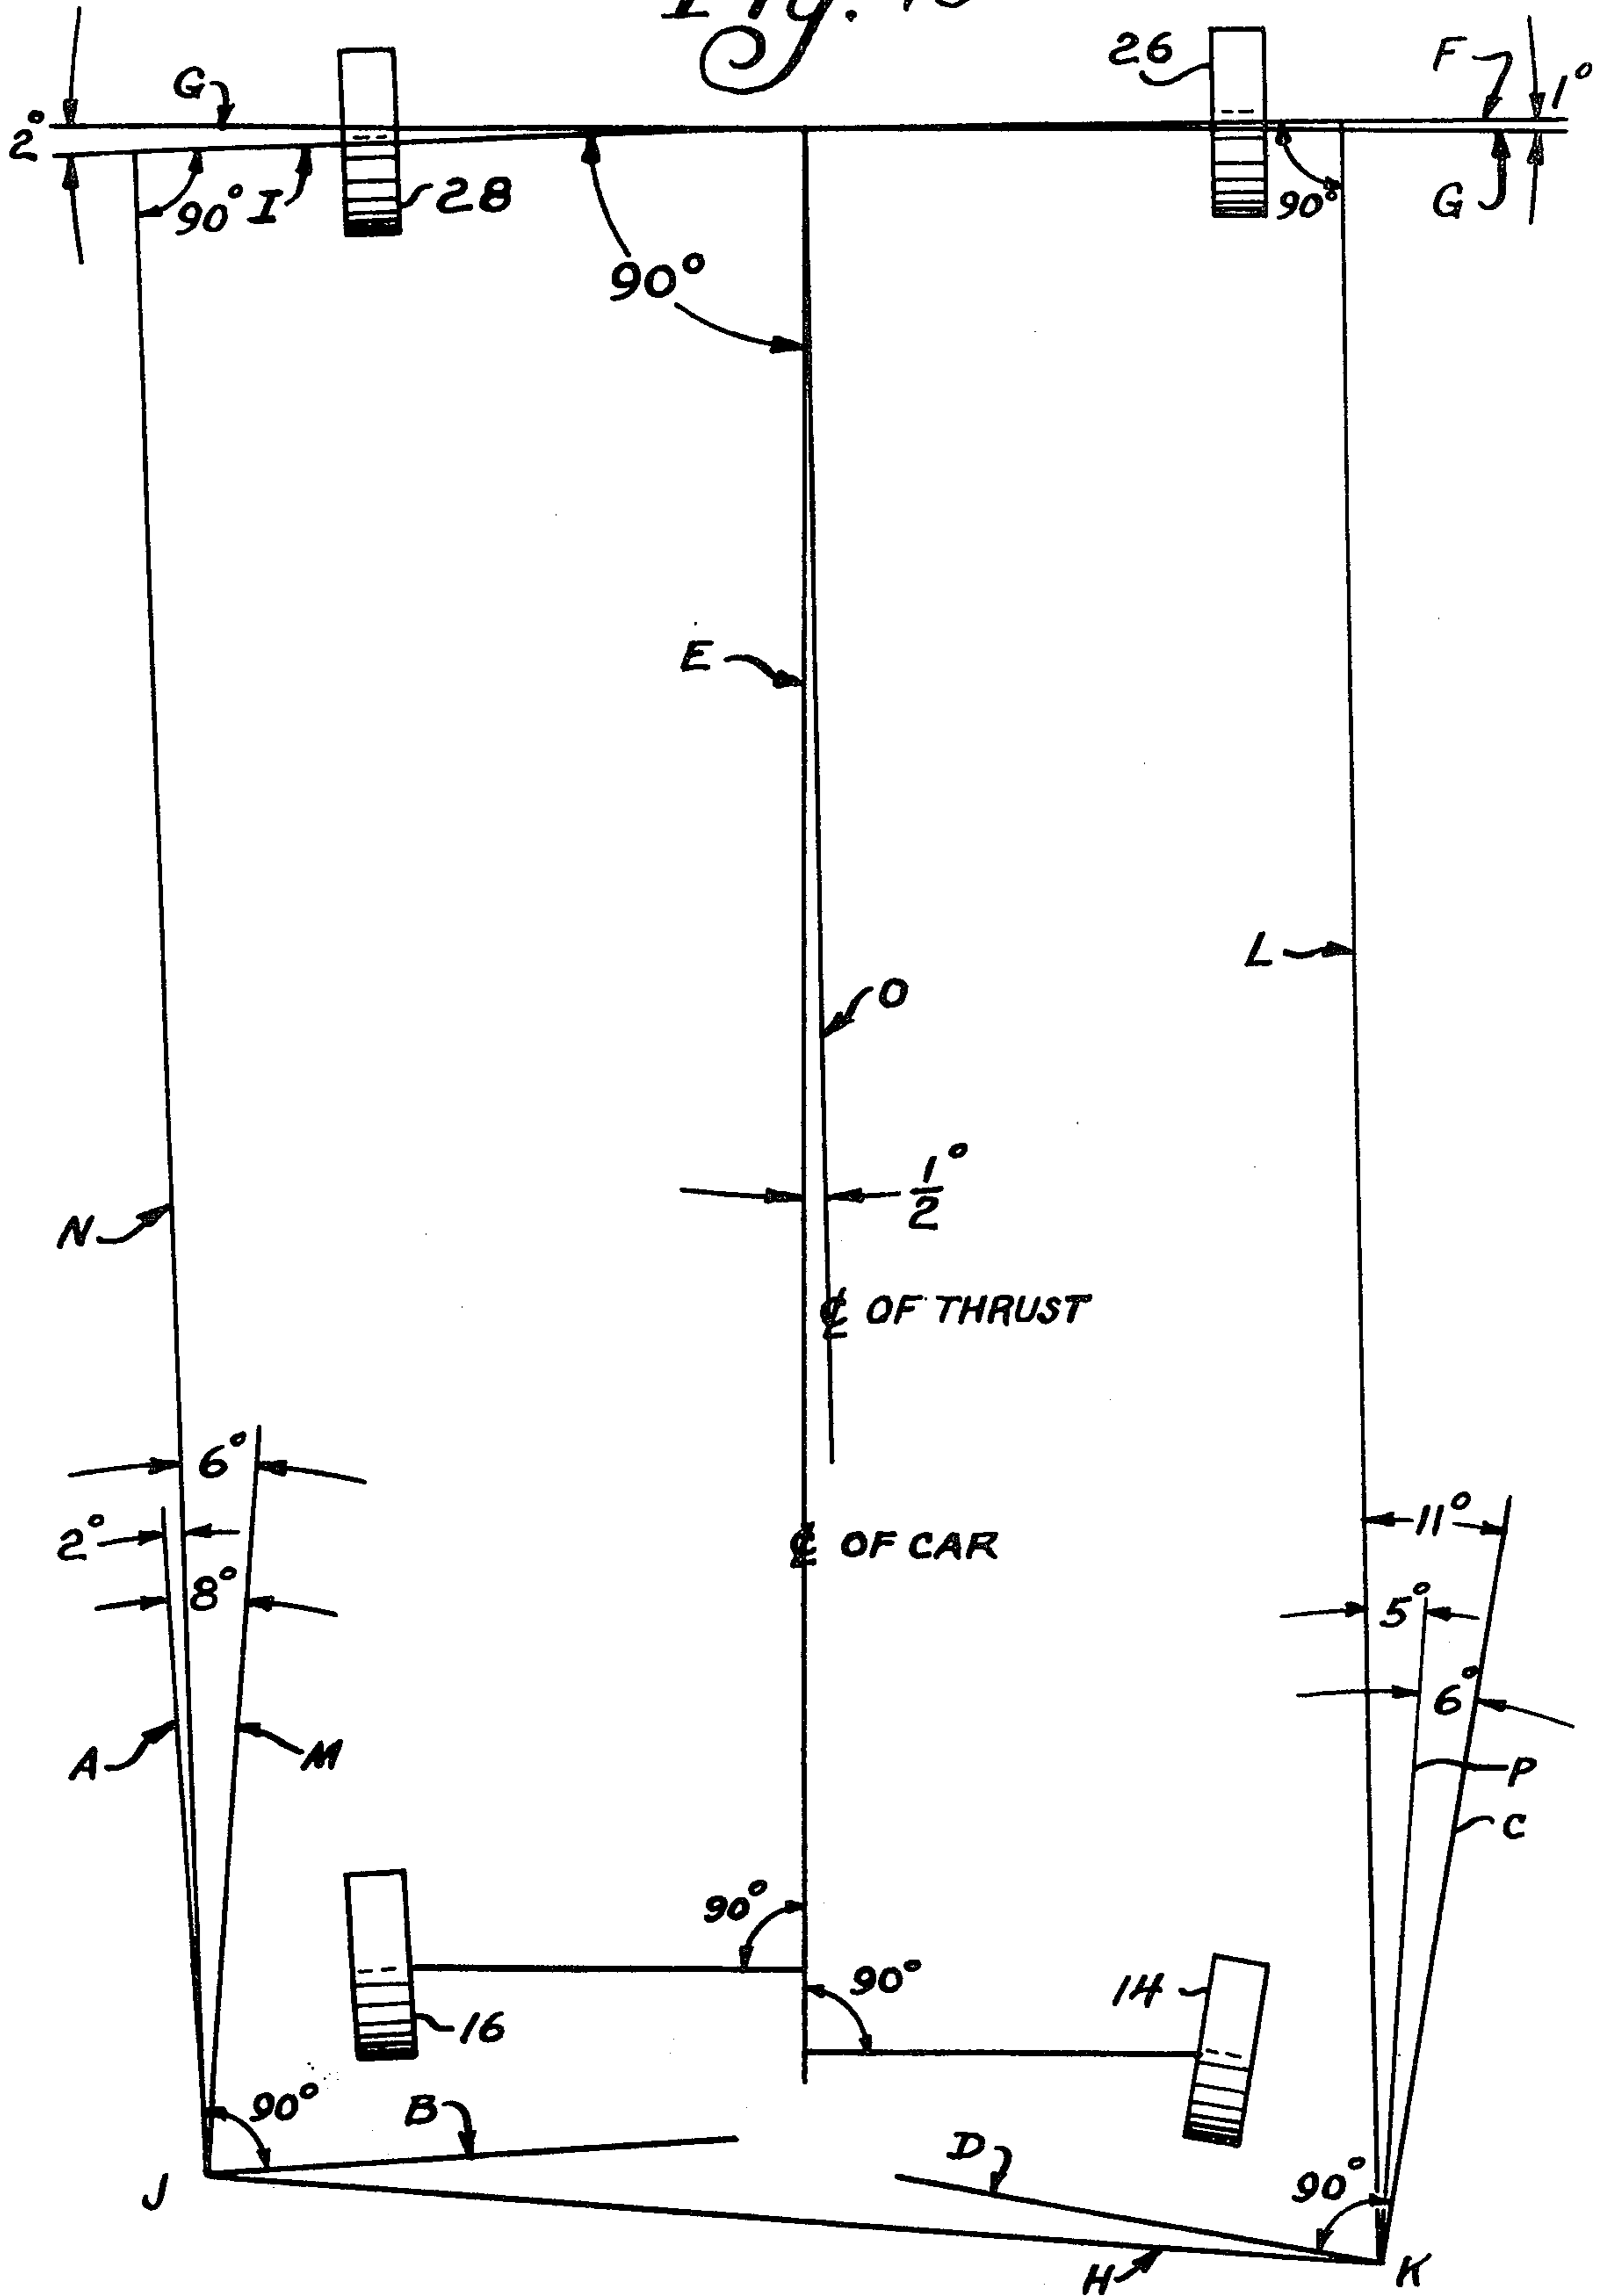 Fig.
26
F
1°
G
2°
90°
I
28
90°
90°
G
E
L
O
1/2°
N
℄ OF THRUST
6°
11°
2°
℄ OF CAR
8°
5°
6°
A
M
P
C
90°
90°
14
16
90°
B
D
90°
J
H
K